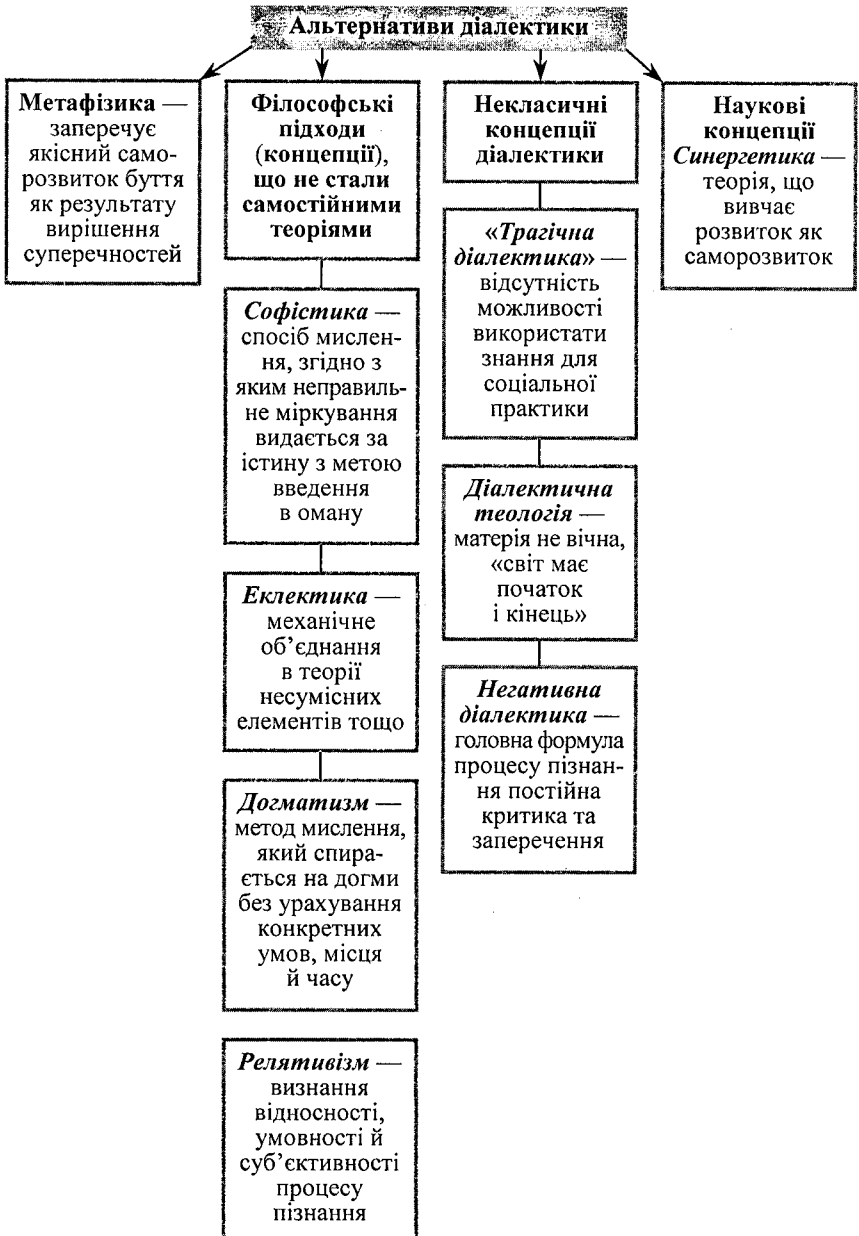 Альтернативи діалектики
Метафізика —
заперечує
якісний само-
розвиток буття
як результату
вирішення
суперечностей
Філософські
підходи
(концепції),
що не стали
самостійними
теоріями
Софістика —
спосіб мислен-
ня, згідно з
яким неправиль-
не міркування
видається за
істину з метою
введення
в оману
Еклектика —
механічне
об’єднання
в теорії
несумісних
елементів тощо
Догматизм —
метод мислення,
який спира-
ється на догми
без урахування
конкретних
умов, місця
й часу
Релятивізм —
визнання
відносності,
умовності й
суб’єктивності
процесу
пізнання
Некласичні
концепції
діалектики
«Трагічна
діалектика» —
відсутність
можливості
використати
знання для
соціальної
практики
Діалектична
теологія —
матерія не вічна,
«світ має
початок
і кінець»
Негативна
діалектика —
головна формула
процесу пізнан-
ня постійна
критика та
заперечення
Наукові
концепції
Синергетика —
теорія, що
вивчає
розвиток як
саморозвиток